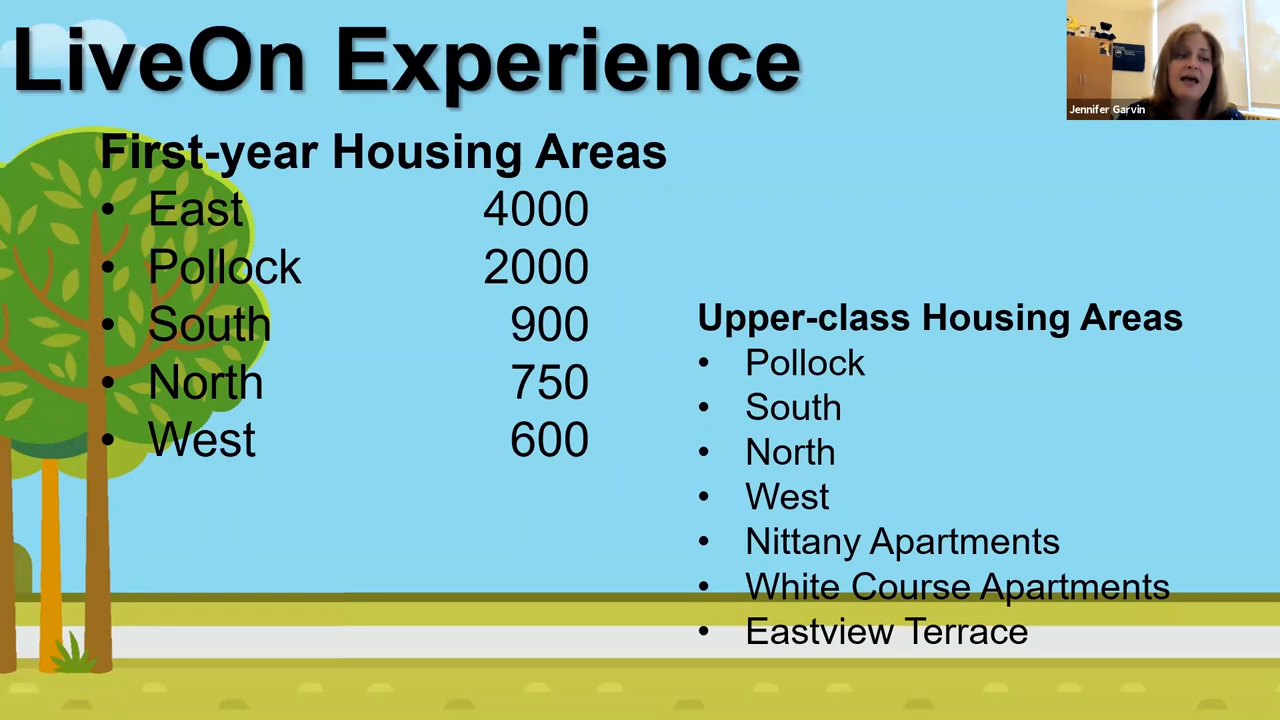 LiveOn Experience
Jennifer Garvin
First-year Housing Areas
• East 4000
• Pollock 2000
• South 900
• North 750
• West 600
Upper-class Housing Areas
• Pollock
• South
• North
• West
• Nittany Apartments
• White Course Apartments
• Eastview Terrace